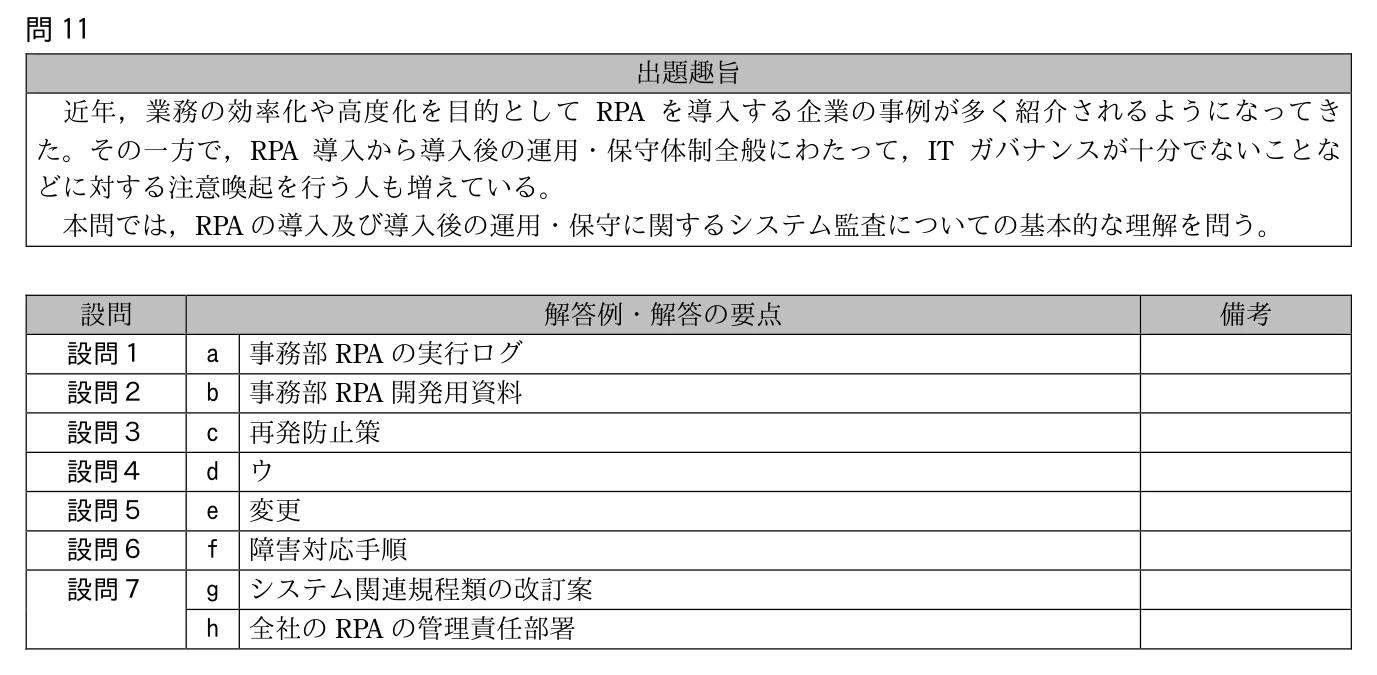 問 11
出題趣旨
近年，業務の効率化や高度化を目的として RPA を導入する企業の事例が多く紹介されるようになってき
た。その一方で，RPA 導入から導入後の運用・保守体制全般にわたって，IT ガバナンスが十分でないことな
どに対する注意喚起を行う人も増えている。
本問では，RPA の導入及び導入後の運用・保守に関するシステム監査についての基本的な理解を問う。
設問 解答例・解答の要点 備考
設問 1 a 事務部 RPA の実行ログ
設問 2 b 事務部 RPA 開発用資料
設問 3 c 再発防止策
設問 4 d ウ
設問 5 e 変更
設問 6 f 障害対応手順
設問 7 g システム関連規程類の改訂案
h 全社の RPA の管理責任部署